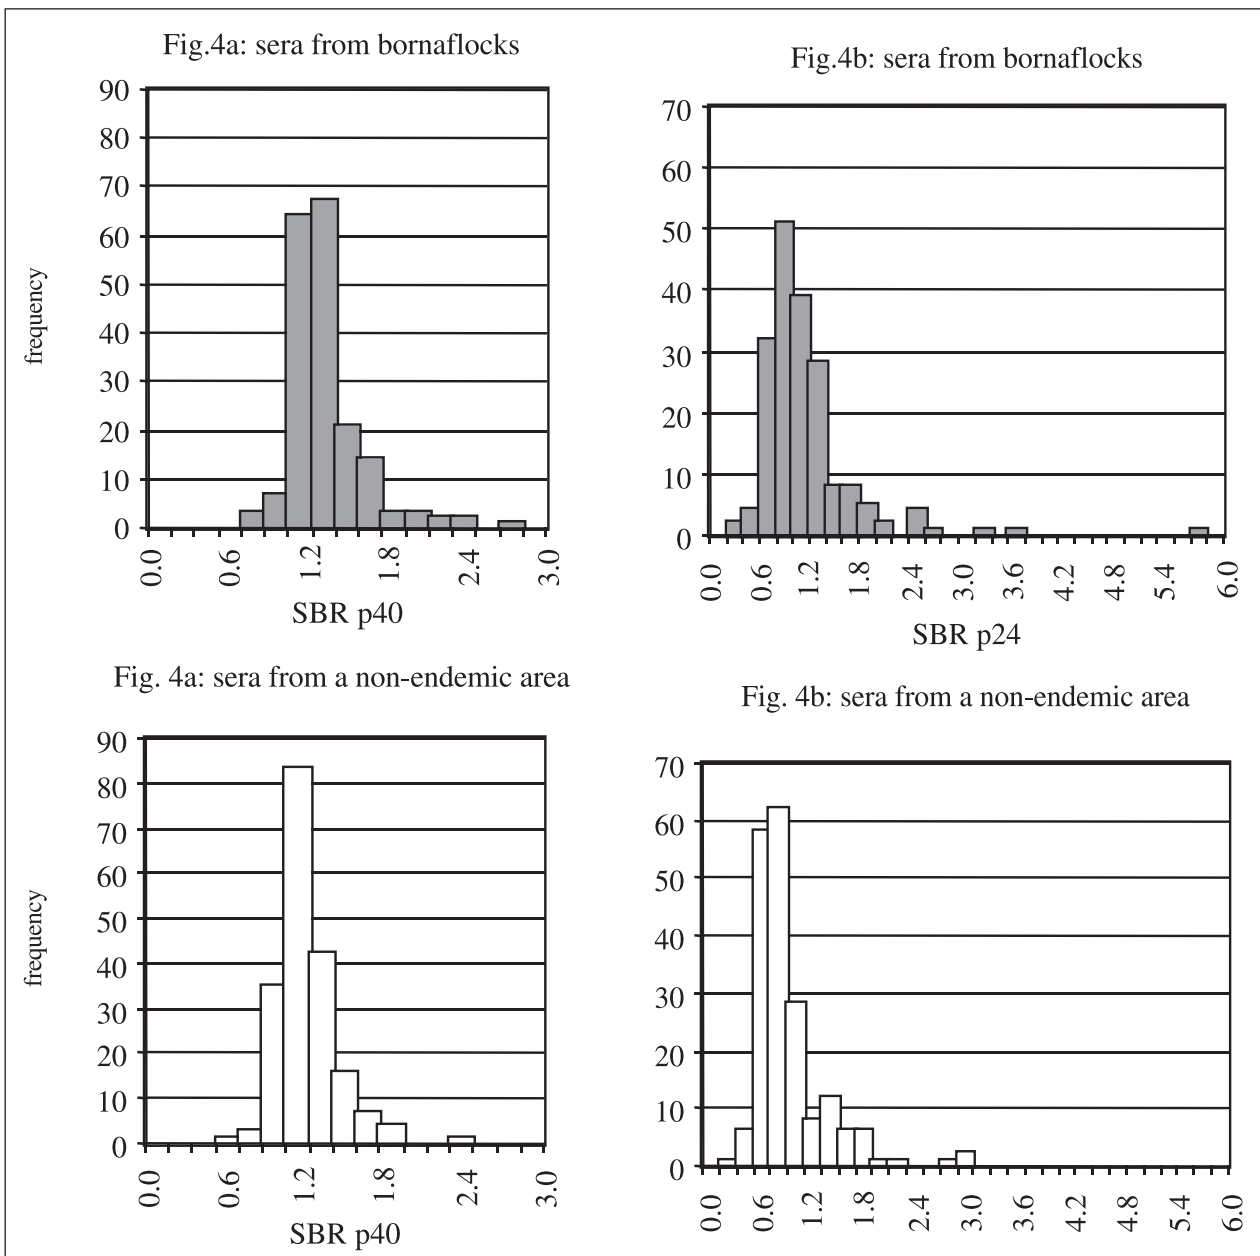 Fig.4a: sera from bornaflocks
90
80
70
60
50
40
30
20
10
0
frequency
0.0 0.6 1.2 1.8 2.4 3.0
SBR p40
Fig.4b: sera from bornaflocks
70
60
50
40
30
20
10
0
0.0 0.6 1.2 1.8 2.4 3.0 3.6 4.2 4.8 5.4 6.0
SBR p24
Fig. 4a: sera from a non-endemic area
90
80
70
60
50
40
30
20
10
0
frequency
0.0 0.6 1.2 1.8 2.4 3.0
SBR p40
Fig. 4b: sera from a non-endemic area
70
60
50
40
30
20
10
0
0.0 0.6 1.2 1.8 2.4 3.0 3.6 4.2 4.8 5.4 6.0